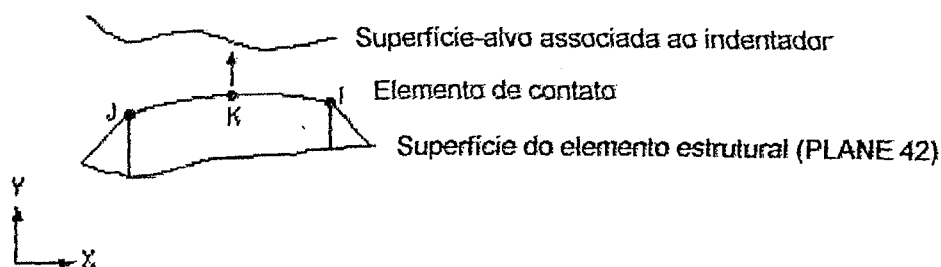 Superfície-alvo associada ao indentador
Elemento de contato
J
K
I
Superfície do elemento estrutural (PLANE 42)
Y
X